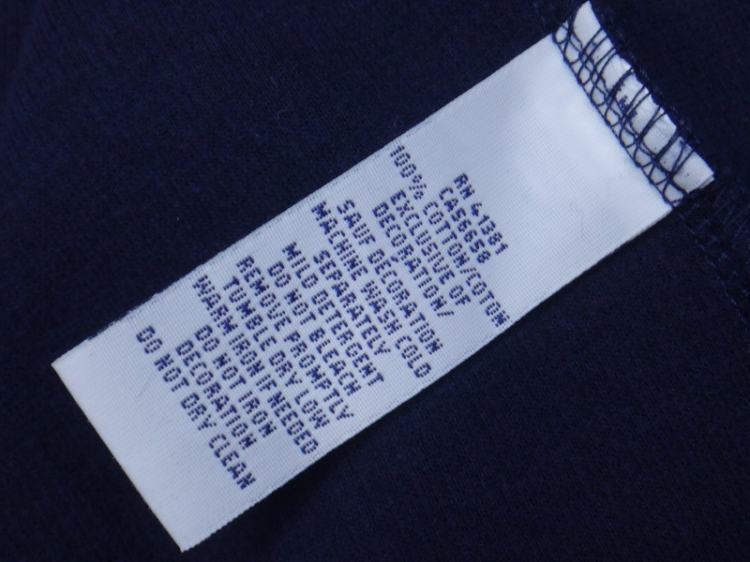 RN 41381
CA56658
100% COTTON/COTON
EXCLUSIVE OF
DECORATION/
SAUF DECORATION
MACHINE WASH COLD
SEPARATELY
MILD DETERGENT
DO NOT BLEACH
REMOVE PROMPTLY
TUMBLE DRY LOW
WARM IRON IF NEEDED
DO NOT IRON
DECORATION
DO NOT DRY CLEAN